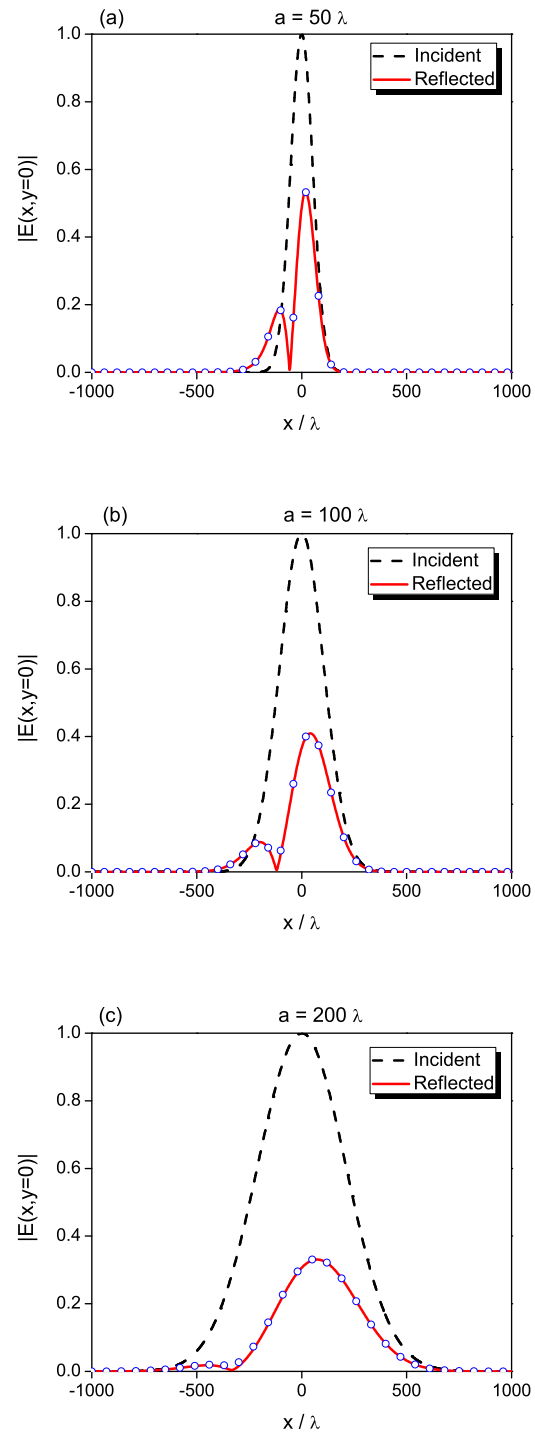 (a) a = 50 λ
1.0
Incident
Reflected
0.8
0.6
0.4
0.2
0.0
|E(x,y=0)|
-1000 -500 0 500 1000
x / λ
(b) a = 100 λ
1.0
Incident
Reflected
0.8
0.6
0.4
0.2
0.0
|E(x,y=0)|
-1000 -500 0 500 1000
x / λ
(c) a = 200 λ
1.0
Incident
Reflected
0.8
0.6
0.4
0.2
0.0
|E(x,y=0)|
-1000 -500 0 500 1000
x / λ